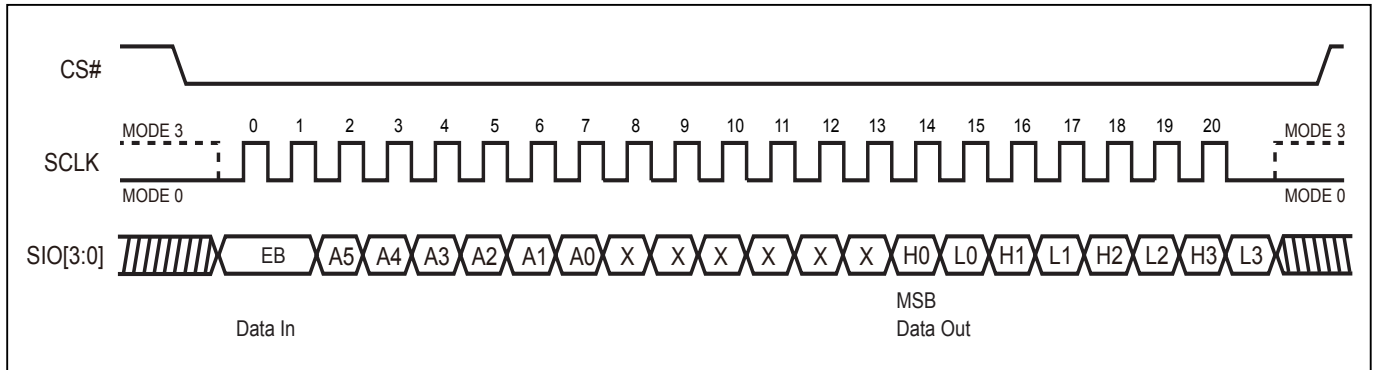 CS#
MODE 3 0 1 2 3 4 5 6 7 8 9 10 11 12 13 14 15 16 17 18 19 20 MODE 3
SCLK
MODE 0 MODE 0
SIO[3:0] EB A5 A4 A3 A2 A1 A0 X X X X X X H0 L0 H1 L1 H2 L2 H3 L3
MSB
Data In Data Out